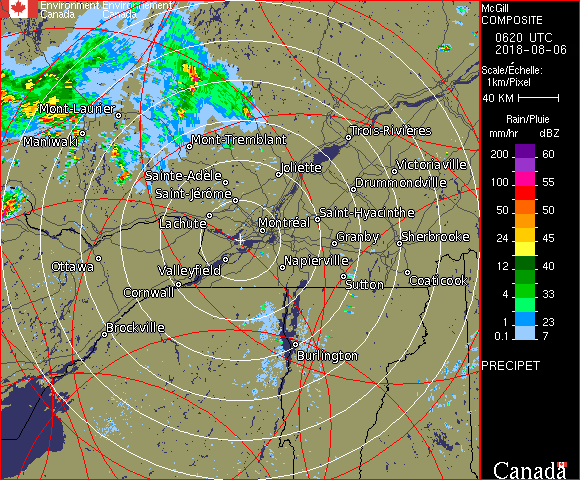 Environment Environnement
Canada Canada
McGill
COMPOSITE
0620 UTC
2018-08-06
Scale/Échelle:
1km/Pixel
40 KM
Rain/Pluie
mm/hr dBZ
200 60
100 55
50 50
24 45
12 40
4 33
1 23
0.1 7
PRECIPET
Canada
Mont-Laurier
Maniwaki
Mont-Tremblant
Trois-Rivières
Sainte-Adèle
Joliette
Victoriaville
Saint-Jérôme
Drummondville
Lachute
Montréal
Saint-Hyacinthe
Granby
Sherbrooke
Ottawa
Valleyfield
Napierville
Cornwall
Sutton
Coaticook
Brockville
Burlington